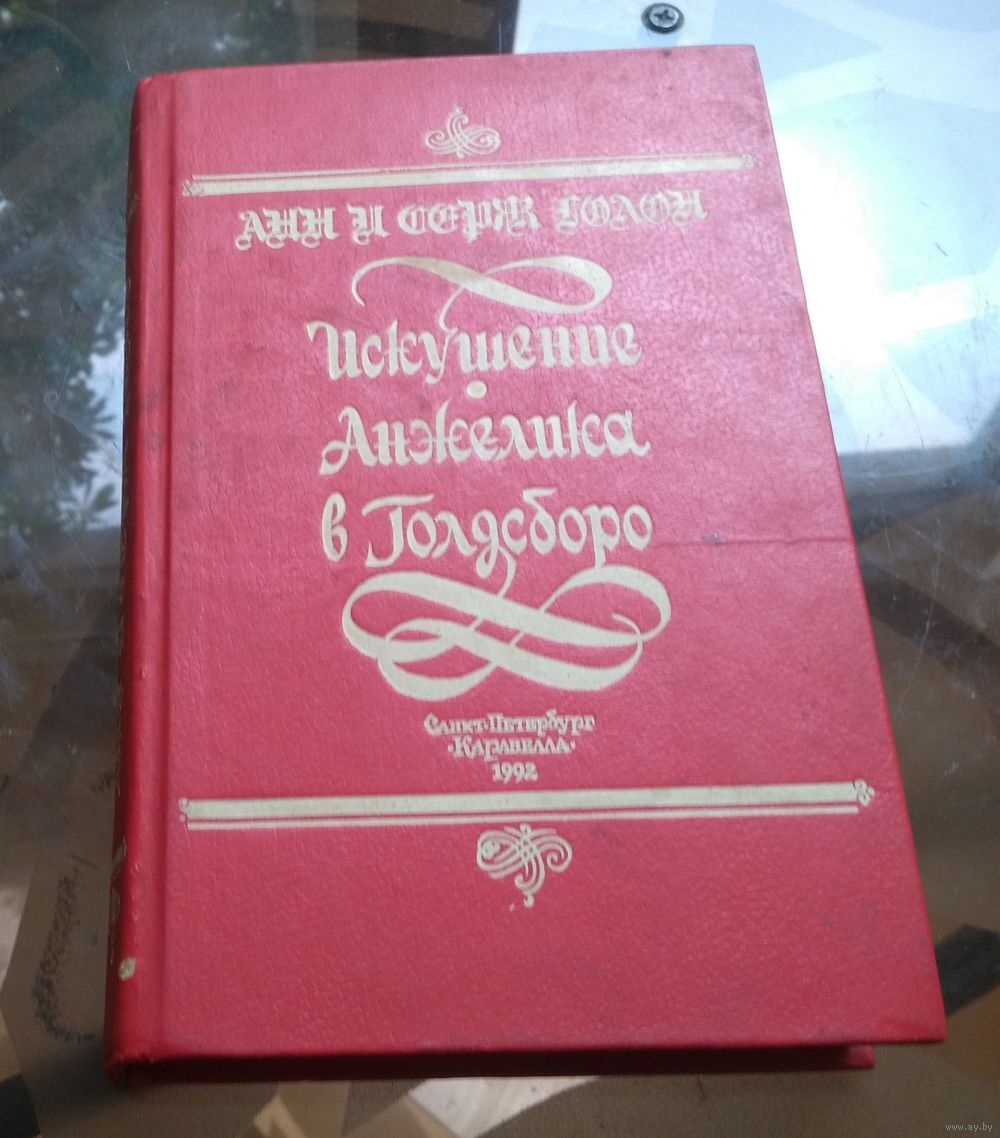 АНН И СЕРЖ ГОЛОН
Искушение
Анжелика
в Голдсборо
Санкт-Петербург
·Каравелла·
1992
www.ay.by